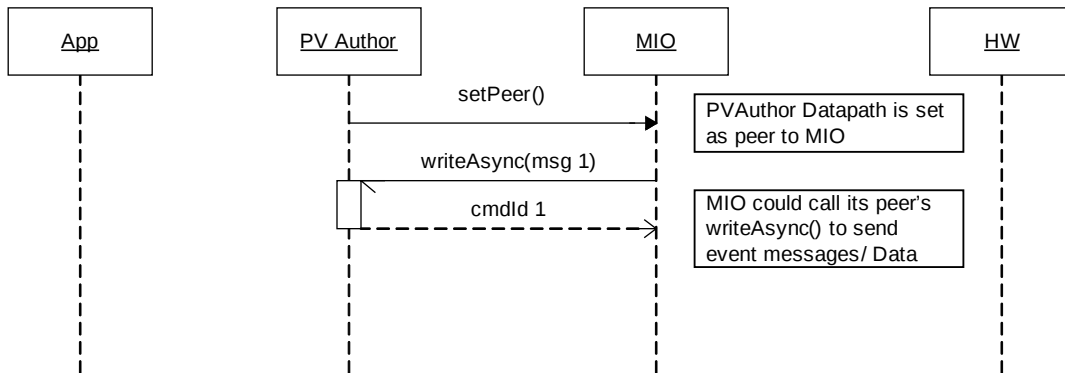 App
PV Author
MIO
HW
setPeer()
PVAuthor Datapath is set
as peer to MIO
writeAsync(msg 1)
cmdId 1
MIO could call its peer's
writeAsync() to send
event messages/ Data